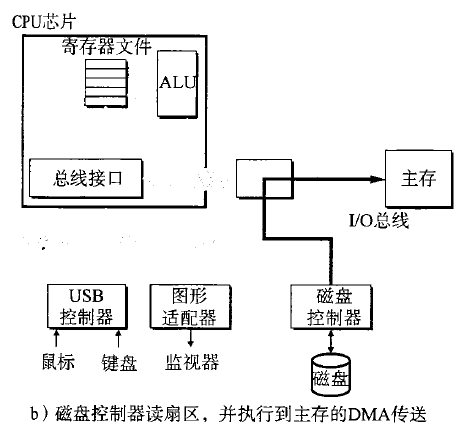 CPU芯片
寄存器文件
ALU
总线接口
主存
I/O总线
USB
控制器
图形
适配器
磁盘
控制器
鼠标
键盘
监视器
磁盘
b）磁盘控制器读扇区，并执行到主存的DMA传送